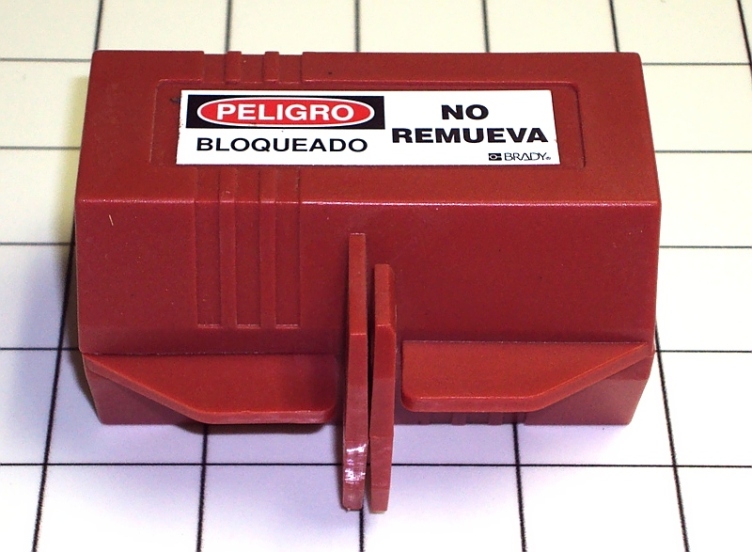 PELIGRO
BLOQUEADO
NO
REMUEVA
BRADY®